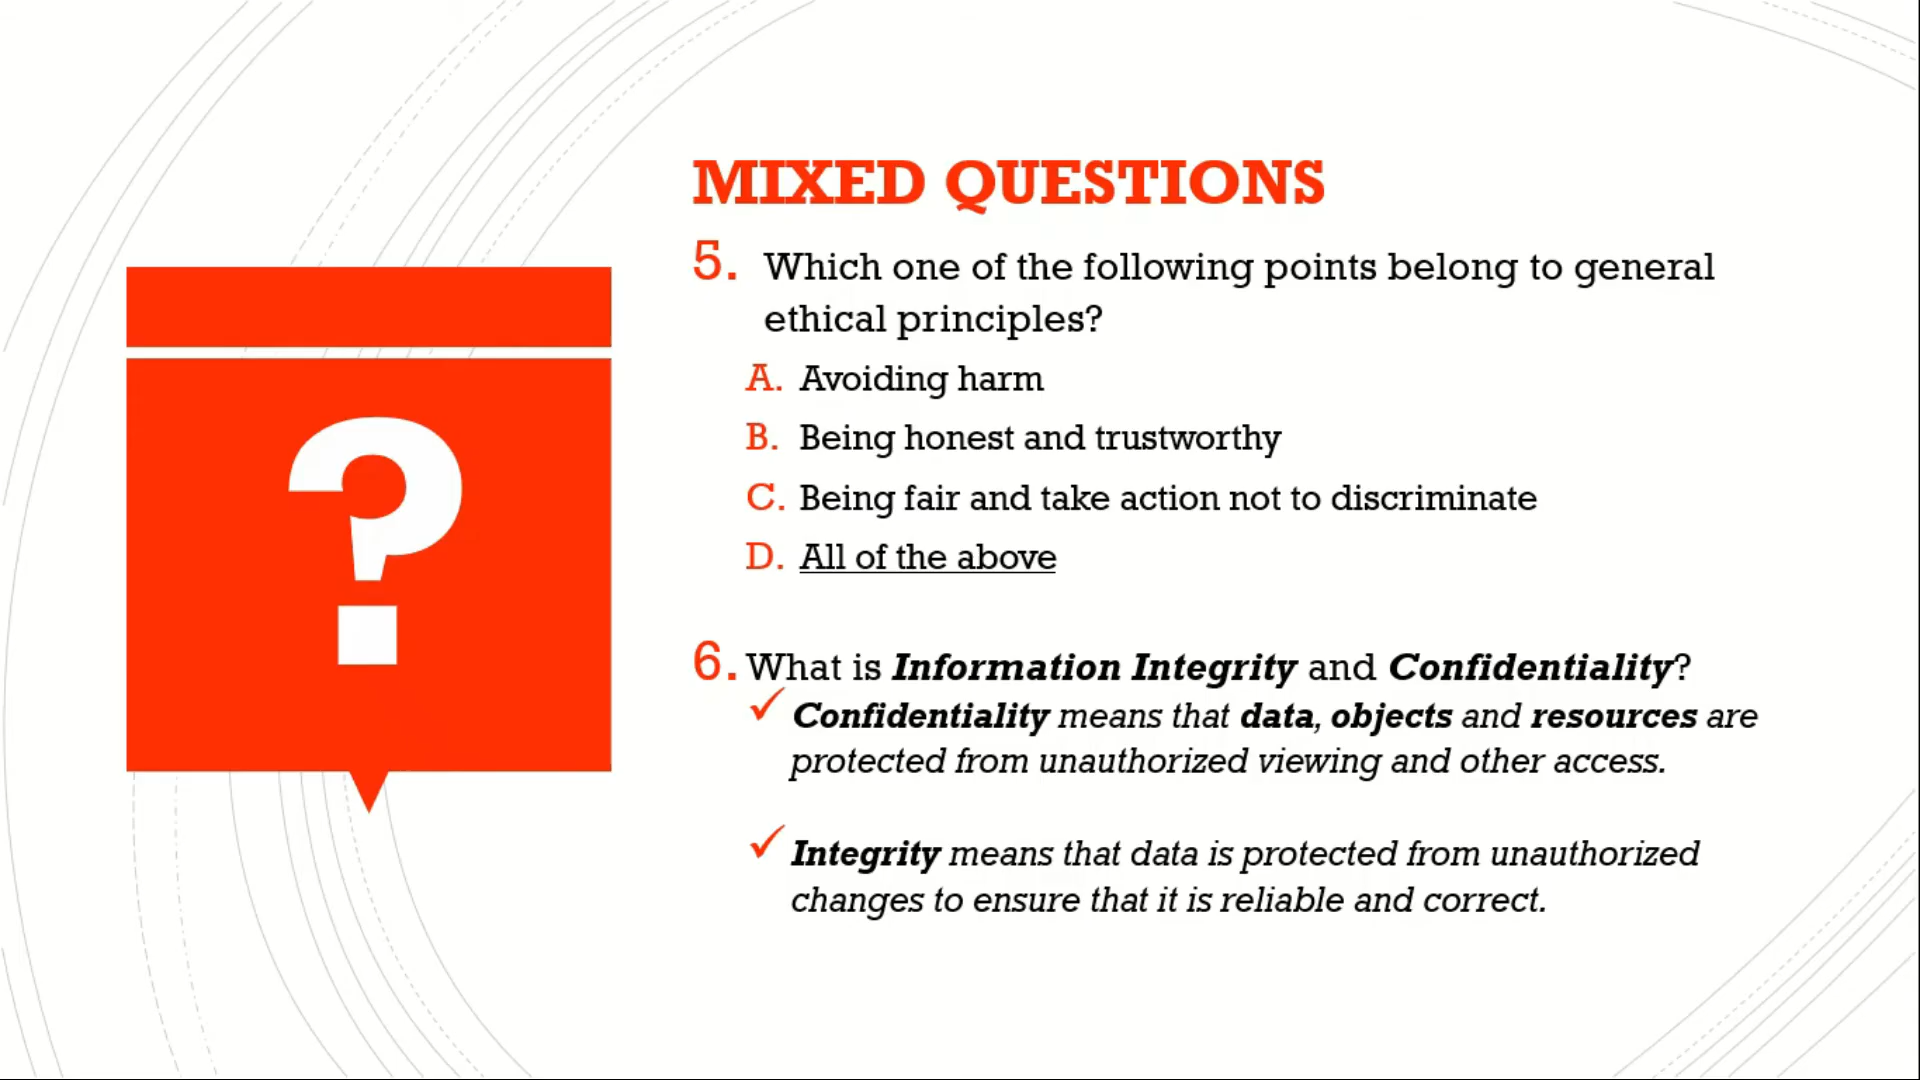 MIXED QUESTIONS
5. Which one of the following points belong to general
ethical principles?
A. Avoiding harm
B. Being honest and trustworthy
C. Being fair and take action not to discriminate
D. All of the above
6. What is Information Integrity and Confidentiality?
✓ Confidentiality means that data, objects and resources are
protected from unauthorized viewing and other access.
✓ Integrity means that data is protected from unauthorized
changes to ensure that it is reliable and correct.
?